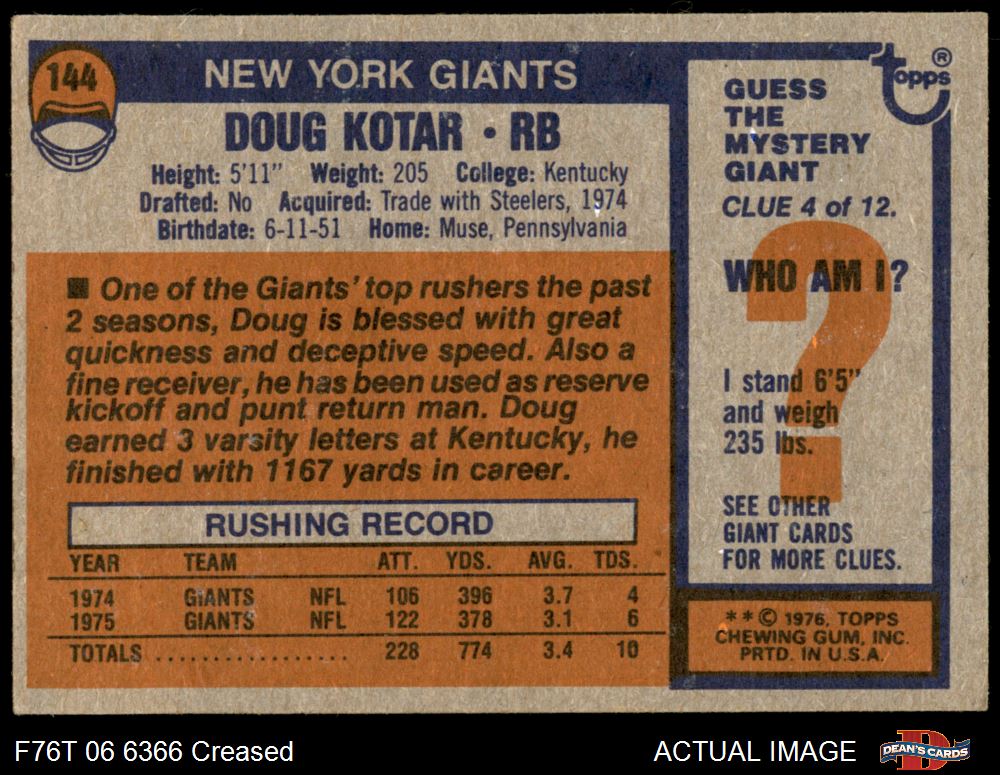 144
NEW YORK GIANTS
DOUG KOTAR • RB
Height: 5'11" Weight: 205 College: Kentucky
Drafted: No Acquired: Trade with Steelers, 1974
Birthdate: 6-11-51 Home: Muse, Pennsylvania
■ One of the Giants' top rushers the past
2 seasons, Doug is blessed with great
quickness and deceptive speed. Also a
fine receiver, he has been used as reserve
kickoff and punt return man. Doug
earned 3 varsity letters at Kentucky, he
finished with 1167 yards in career.
RUSHING RECORD
YEAR TEAM ATT. YDS. AVG. TDS.
1974 GIANTS NFL 106 396 3.7 4
1975 GIANTS NFL 122 378 3.1 6
TOTALS .................. 228 774 3.4 10
topps ®
GUESS
THE
MYSTERY
GIANT
CLUE 4 of 12.
?
WHO AM I?
I stand 6'5"
and weigh
235 lbs.
SEE OTHER
GIANT CARDS
FOR MORE CLUES.
* * © 1976, TOPPS
CHEWING GUM, INC.
PRTD. IN U.S.A.
F76T 06 6366 Creased
ACTUAL IMAGE
D
DEAN'S CARDS